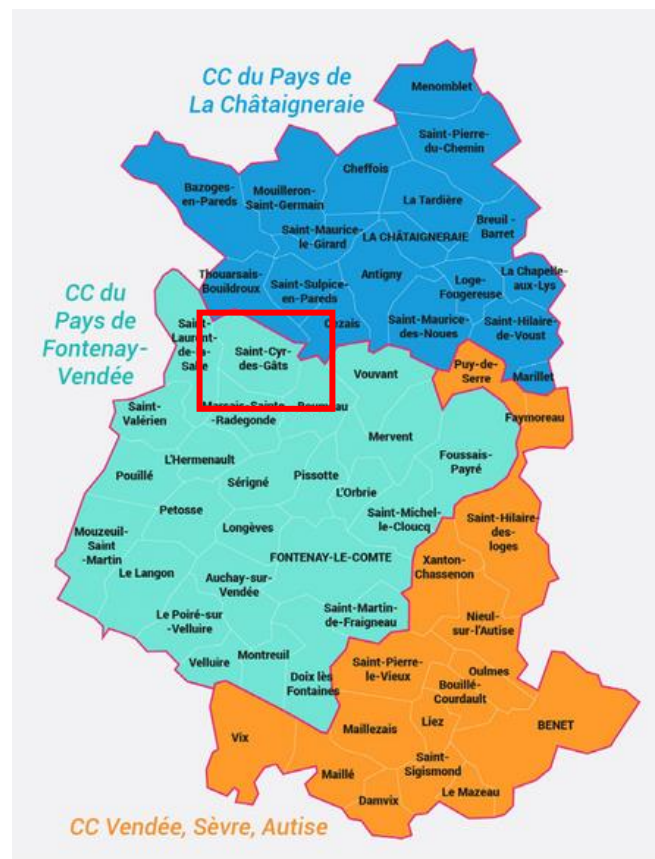 CC du Pays de
La Châtaigneraie
Menomblet
Saint-Pierre-
du-Chemin
Cheffois
Bazoges-
en-Pareds
Mouilleron-
Saint-Germain
La Tardière
Saint-Maurice-
le-Girard
LA CHÂTAIGNERAIE
Breuil -
Barret
Thouarsais-
Bouildroux
Saint-Sulpice-
en-Pareds
Antigny
Loge-
Fougereuse
La Chapelle-
aux-Lys
CC du
Pays de
Fontenay-
Vendée
Saint-
Laurent-
de-la-
Salle
Saint-Cyr-
des-Gâts
Cezais
Saint-Maurice-
des-Noues
Saint-Hilaire-
de-Voust
Vouvant
Puy-de-
Serre
Marillet
Saint-
Valérien
-Radegonde
Faymoreau
Mervent
Foussais-
Payré
L'Hermenault
Pouillé
Sérigné
Pissotte
L'Orbrie
Petosse
Longèves
Saint-Michel-
le-Cloucq
Saint-Hilaire-
des-
loges
Mouzeuil-
Saint
-Martin
Le Langon
FONTENAY-LE-COMTE
Xanton-
Chassenon
Auchay-sur-
Vendée
Le Poiré-sur
-Velluire
Saint-Martin-
de-Fraigneau
Nieul-
sur-l'Autise
Velluire
Montreuil
Doix lès
Fontaines
Saint-Pierre-
le-Vieux
Oulmes
Bouillé-
Courdault
Vix
Maillezais
Liez
BENET
Saint-
Sigismond
Maillé
Damvix
Le Mazeau
CC Vendée, Sèvre, Autise